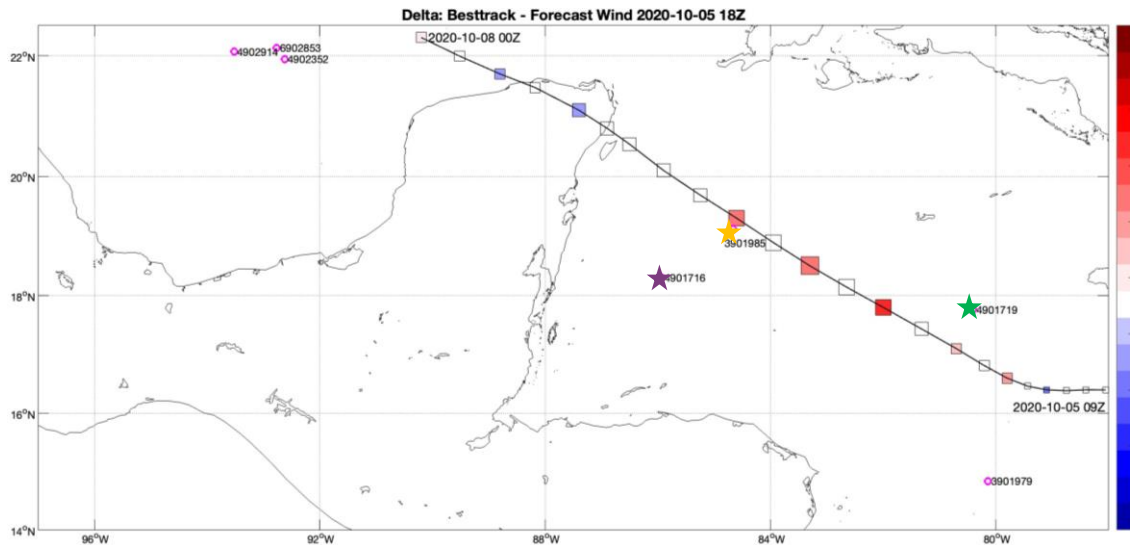 Delta: Besttrack - Forecast Wind 2020-10-05 18Z
2020-10-08 00Z
4902914
6902853
4902352
22°N
20°N
3901985
4901716
18°N
4901719
16°N
2020-10-05 09Z
3901979
14°N
96°W
92°W
88°W
84°W
80°W